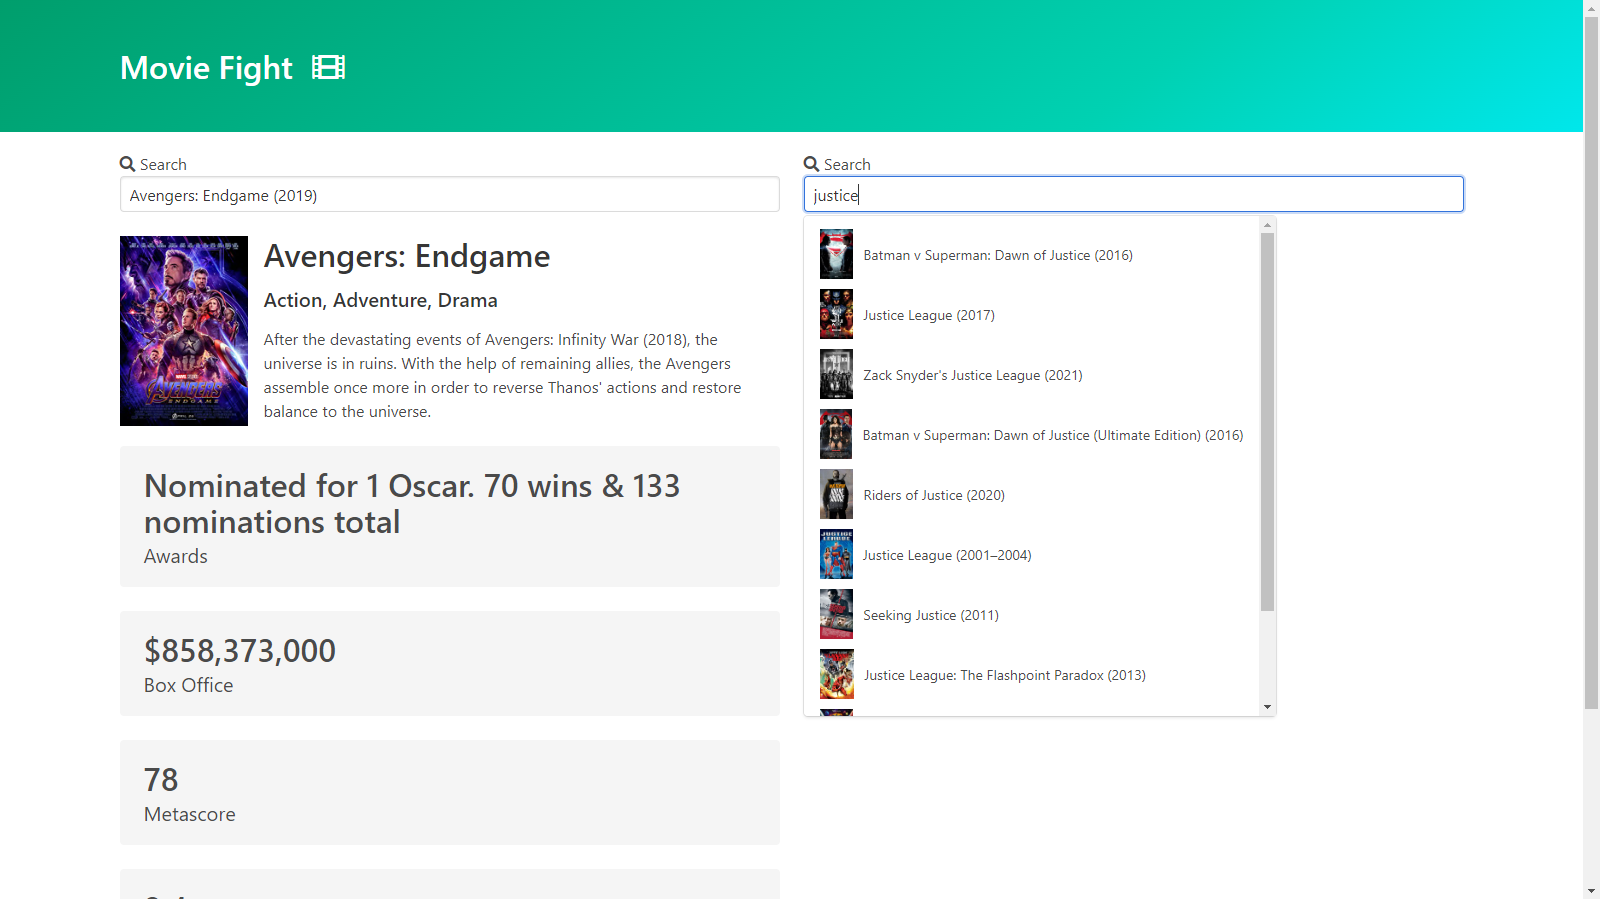 Movie Fight
Search
Avengers: Endgame (2019)
Avengers: Endgame
Action, Adventure, Drama
After the devastating events of Avengers: Infinity War (2018), the
universe is in ruins. With the help of remaining allies, the Avengers
assemble once more in order to reverse Thanos' actions and restore
balance to the universe.
AVENGERS
ENDGAME
Nominated for 1 Oscar. 70 wins & 133
nominations total
Awards
$858,373,000
Box Office
78
Metascore
Search
justice
Batman v Superman: Dawn of Justice (2016)
Justice League (2017)
Zack Snyder's Justice League (2021)
Batman v Superman: Dawn of Justice (Ultimate Edition) (2016)
Riders of Justice (2020)
JUSTICE
LEAGUE
Justice League (2001–2004)
Seeking Justice (2011)
Justice League: The Flashpoint Paradox (2013)